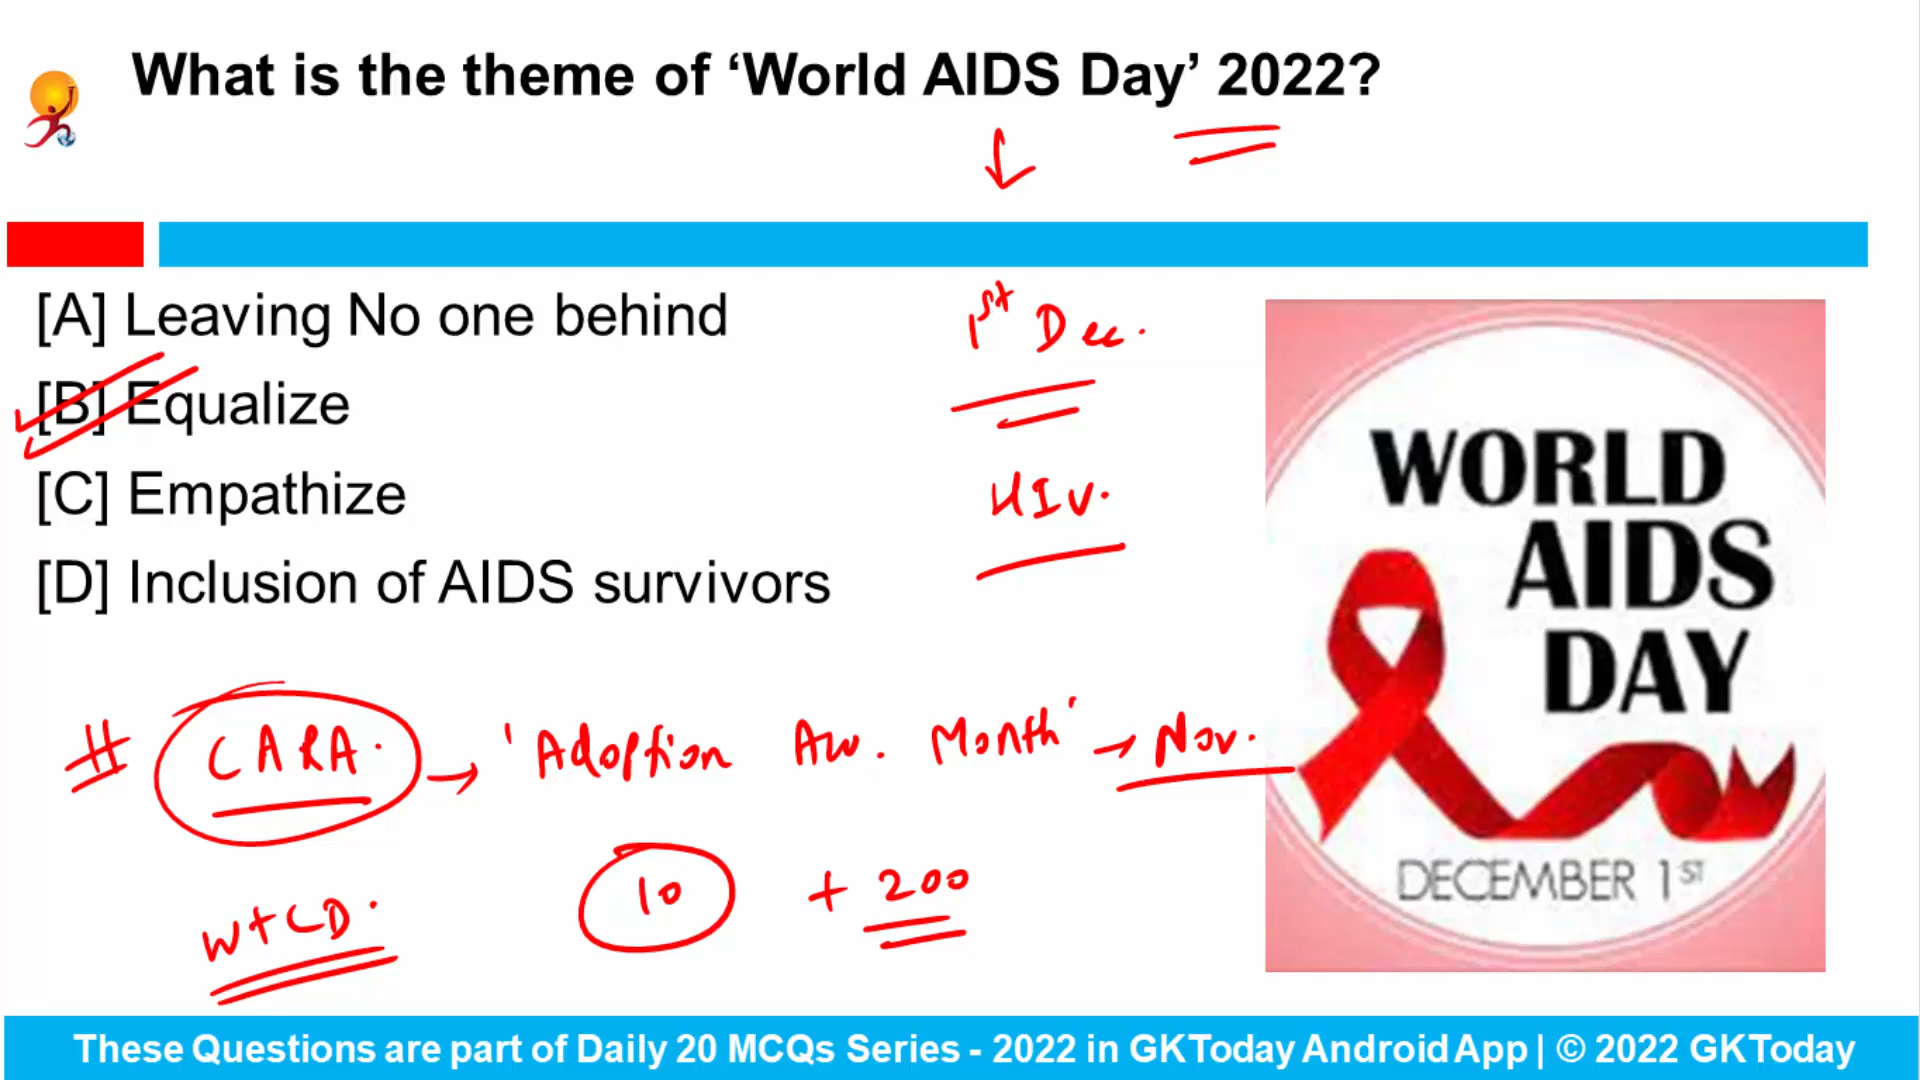 What is the theme of ‘World AIDS Day’ 2022?
[A] Leaving No one behind
[B] Equalize
[C] Empathize
[D] Inclusion of AIDS survivors
1st Dec.
HIV.
WORLD
AIDS
DAY
DECEMBER 1ST
# CARA. → 'Adoption Aw. Month' → Nov.
W+CD. 10 + 200
These Questions are part of Daily 20 MCQs Series - 2022 in GKToday Android App | © 2022 GKToday